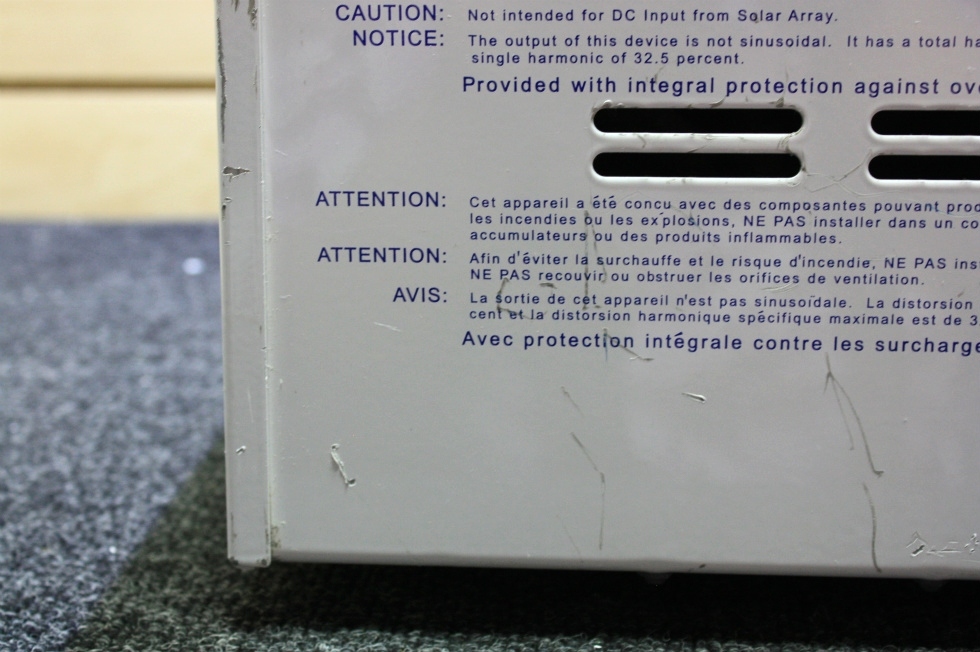 CAUTION: Not intended for DC Input from Solar Array.
NOTICE: The output of this device is not sinusoidal. It has a total ha
single harmonic of 32.5 percent.
Provided with integral protection against ov
ATTENTION: Cet appareil a été concu avec des composantes pouvant prod
les incendies ou les explosions, NE PAS installer dans un co
accumulateurs ou des produits inflammables.
ATTENTION: Afin d'éviter la surchauffe et le risque d'incendie, NE PAS ins
NE PAS recouvir ou obstruer les orifices de ventilation.
AVIS: La sortie de cet appareil n'est pas sinusoïdale. La distorsion
cent et la distorsion harmonique spécifique maximale est de 3
Avec protection intégrale contre les surcharge